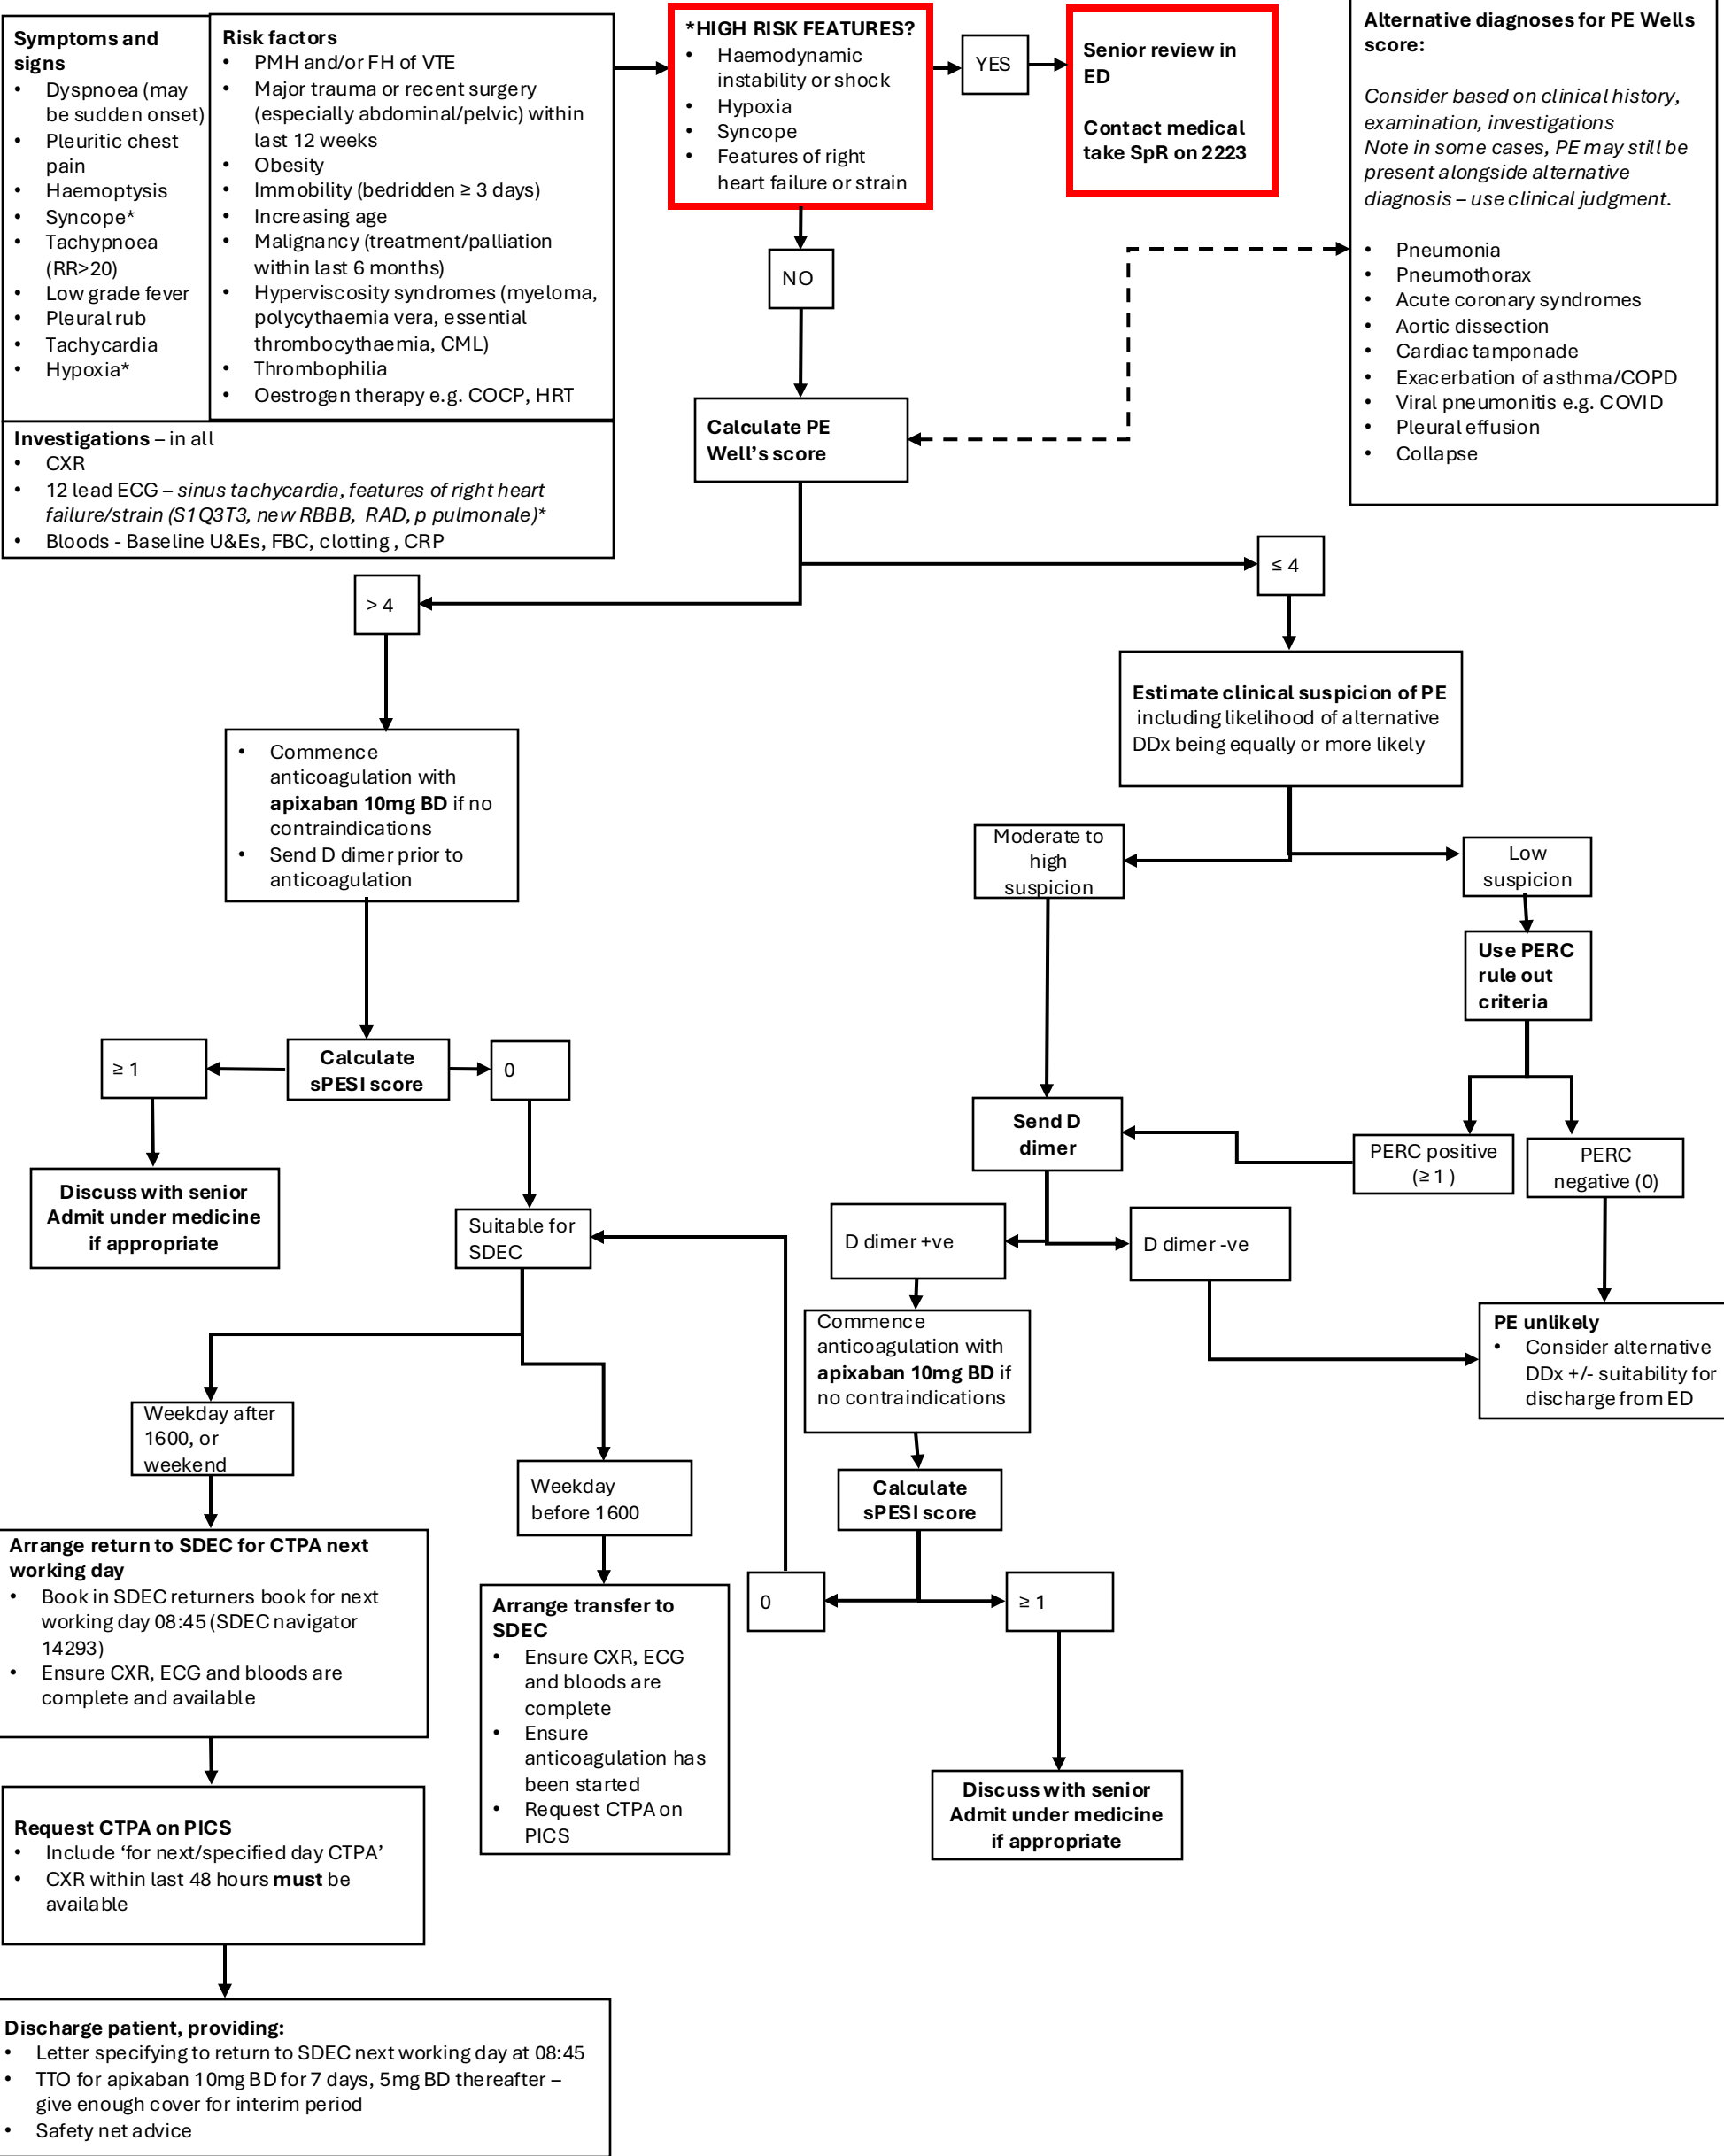 Symptoms and
signs
• Dyspnoea (may
be sudden onset)
• Pleuritic chest
pain
• Haemoptysis
• Syncope*
• Tachypnoea
(RR>20)
• Low grade fever
• Pleural rub
• Tachycardia
• Hypoxia*
Risk factors
• PMH and/or FH of VTE
• Major trauma or recent surgery
(especially abdominal/pelvic) within
last 12 weeks
• Obesity
• Immobility (bedridden ≥ 3 days)
• Increasing age
• Malignancy (treatment/palliation
within last 6 months)
• Hyperviscosity syndromes (myeloma,
polycythaemia vera, essential
thrombocythaemia, CML)
• Thrombophilia
• Oestrogen therapy e.g. COCP, HRT
Investigations – in all
• CXR
• 12 lead ECG – sinus tachycardia, features of right heart
failure/strain (S1Q3T3, new RBBB, RAD, p pulmonale)*
• Bloods - Baseline U&Es, FBC, clotting , CRP
*HIGH RISK FEATURES?
• Haemodynamic
instability or shock
• Hypoxia
• Syncope
• Features of right
heart failure or strain
YES
Senior review in
ED
Contact medical
take SpR on 2223
Alternative diagnoses for PE Wells
score:
Consider based on clinical history,
examination, investigations
Note in some cases, PE may still be
present alongside alternative
diagnosis – use clinical judgment.
• Pneumonia
• Pneumothorax
• Acute coronary syndromes
• Aortic dissection
• Cardiac tamponade
• Exacerbation of asthma/COPD
• Viral pneumonitis e.g. COVID
• Pleural effusion
• Collapse
NO
Calculate PE
Well's score
> 4
≤ 4
• Commence
anticoagulation with
apixaban 10mg BD if no
contraindications
• Send D dimer prior to
anticoagulation
Estimate clinical suspicion of PE
including likelihood of alternative
DDx being equally or more likely
Moderate to
high
suspicion
Low
suspicion
Use PERC
rule out
criteria
≥ 1
Calculate
sPESI score
0
Discuss with senior
Admit under medicine
if appropriate
Suitable for
SDEC
Send D
dimer
PERC positive
(≥ 1 )
PERC
negative (0)
D dimer +ve
D dimer -ve
Commence
anticoagulation with
apixaban 10mg BD if
no contraindications
PE unlikely
• Consider alternative
DDx +/- suitability for
discharge from ED
Weekday after
1600, or
weekend
Weekday
before 1600
Calculate
sPESI score
0
≥ 1
Arrange return to SDEC for CTPA next
working day
• Book in SDEC returners book for next
working day 08:45 (SDEC navigator
14293)
• Ensure CXR, ECG and bloods are
complete and available
Arrange transfer to
SDEC
• Ensure CXR, ECG
and bloods are
complete
• Ensure
anticoagulation has
been started
• Request CTPA on
PICS
Discuss with senior
Admit under medicine
if appropriate
Request CTPA on PICS
• Include ‘for next/specified day CTPA’
• CXR within last 48 hours must be
available
Discharge patient, providing:
• Letter specifying to return to SDEC next working day at 08:45
• TTO for apixaban 10mg BD for 7 days, 5mg BD thereafter –
give enough cover for interim period
• Safety net advice